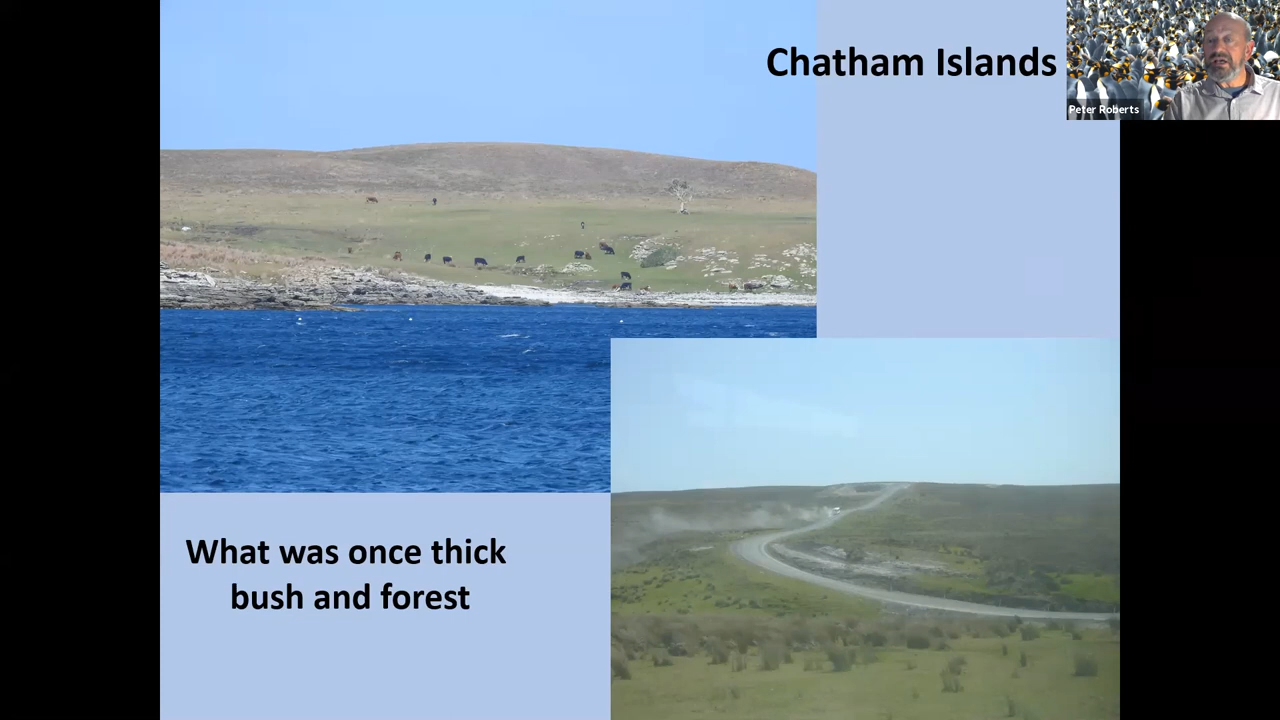 Chatham Islands
Peter Roberts
What was once thick
bush and forest